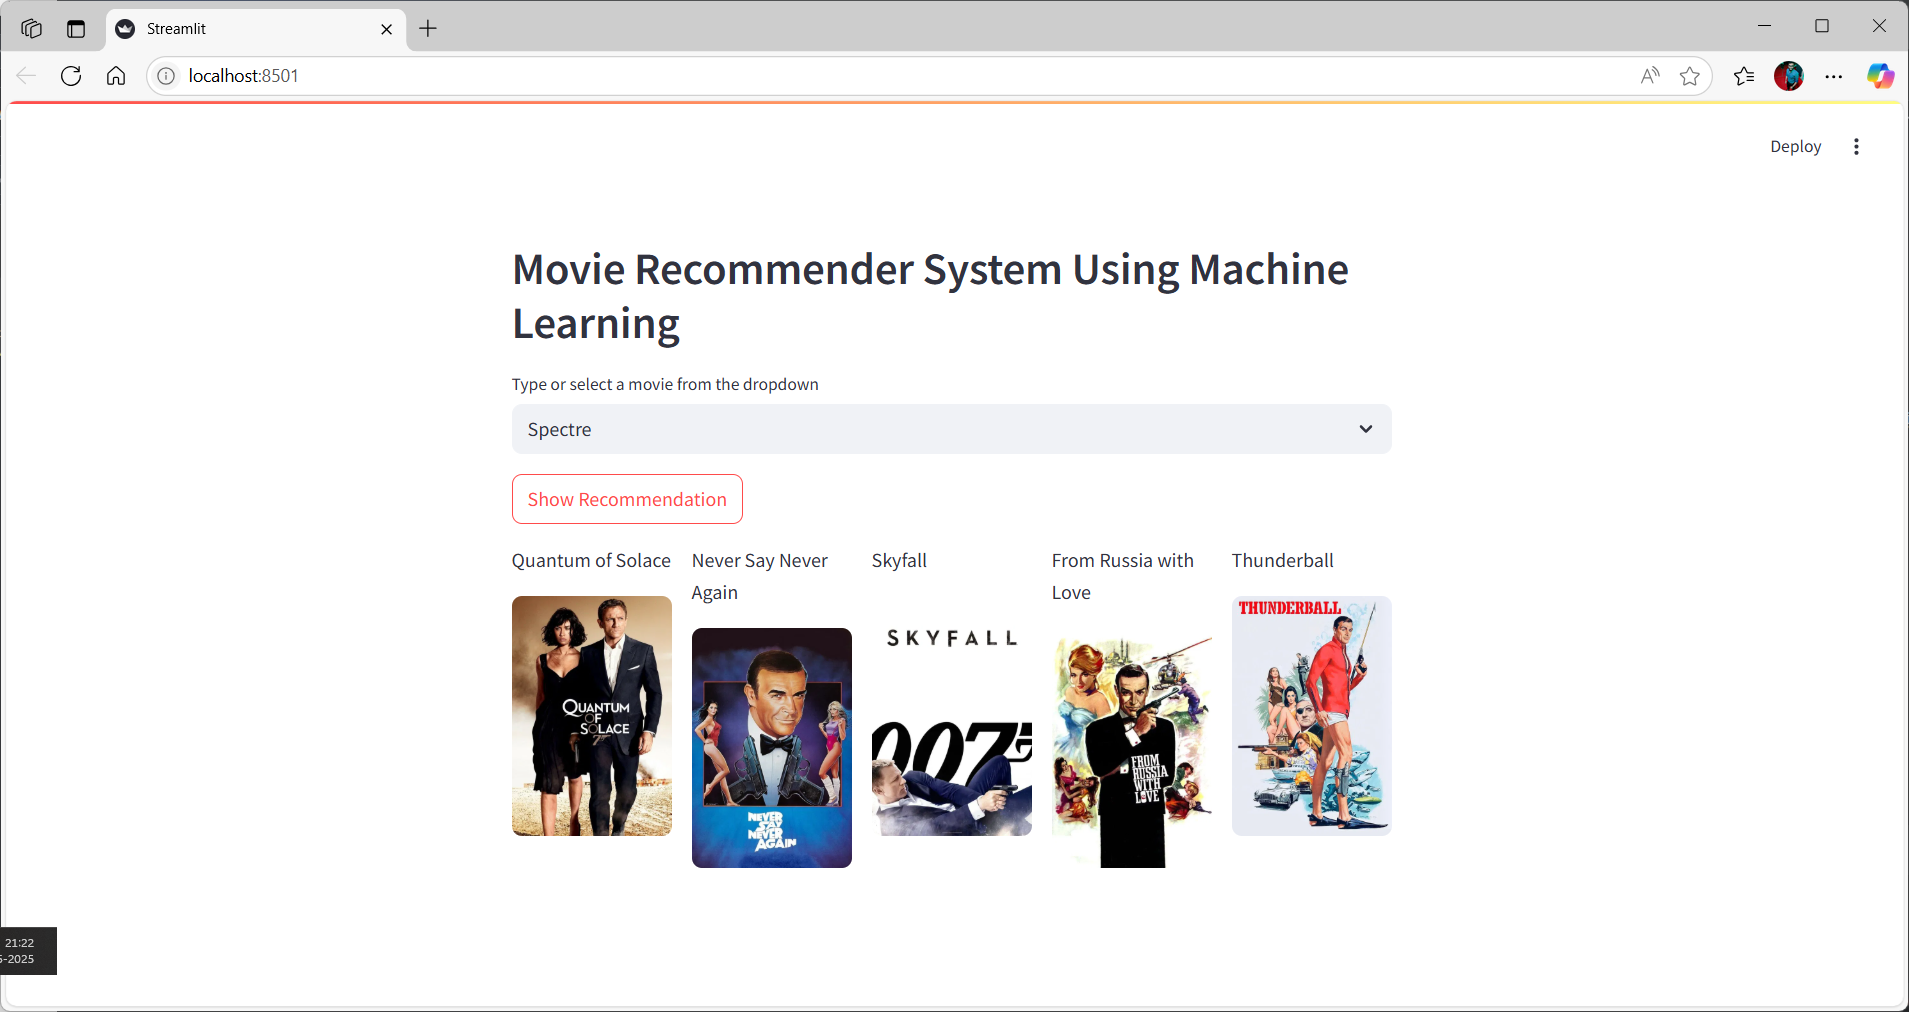 Streamlit
localhost:8501
Deploy
Movie Recommender System Using Machine
Learning
Type or select a movie from the dropdown
Spectre
Show Recommendation
Quantum of Solace
Never Say Never
Again
Skyfall
From Russia with
Love
Thunderball
QUANTUM
OF
SOLACE
007
NEVER
SAY
NEVER
AGAIN
SKYFALL
007
FROM
RUSSIA
WITH
LOVE
THUNDERBALL
21:22
-2025